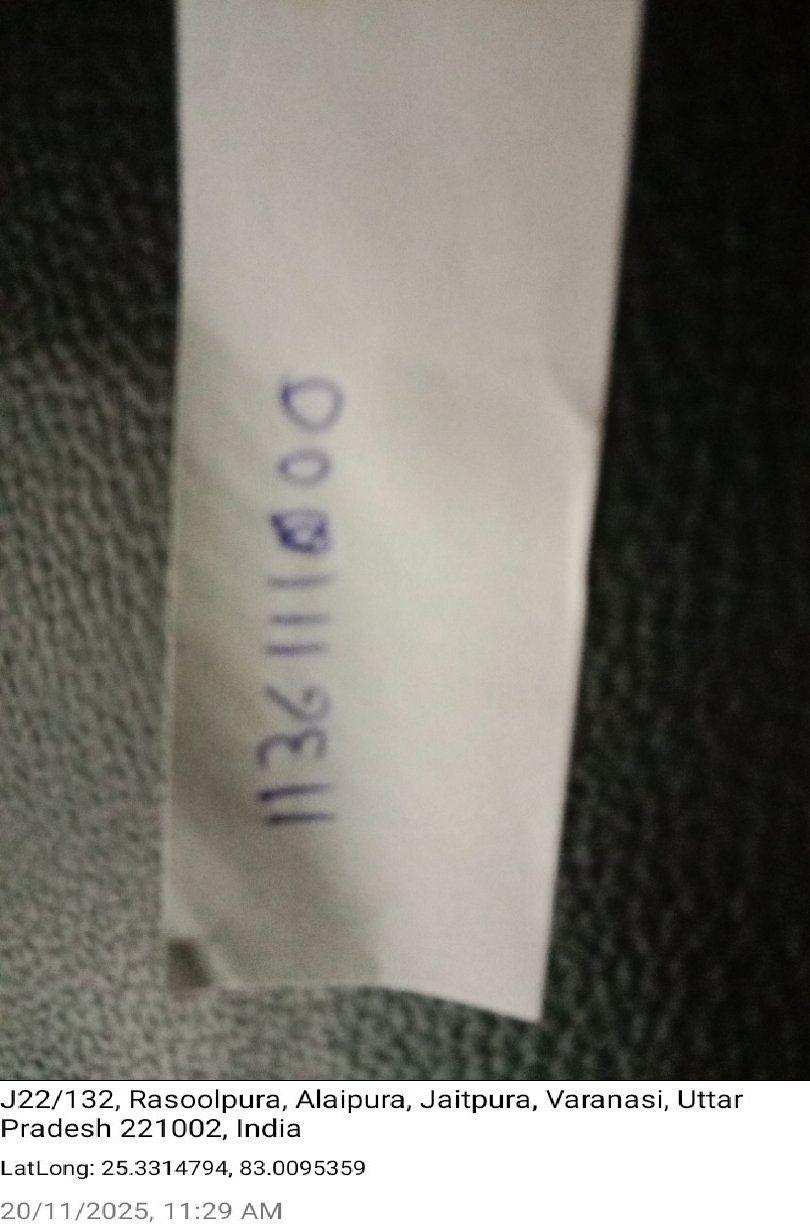 J22/132, Rasoolpura, Alaipura, Jaitpura, Varanasi, Uttar
Pradesh 221002, India
LatLong: 25.3314794, 83.0095359
20/11/2025, 11:29 AM